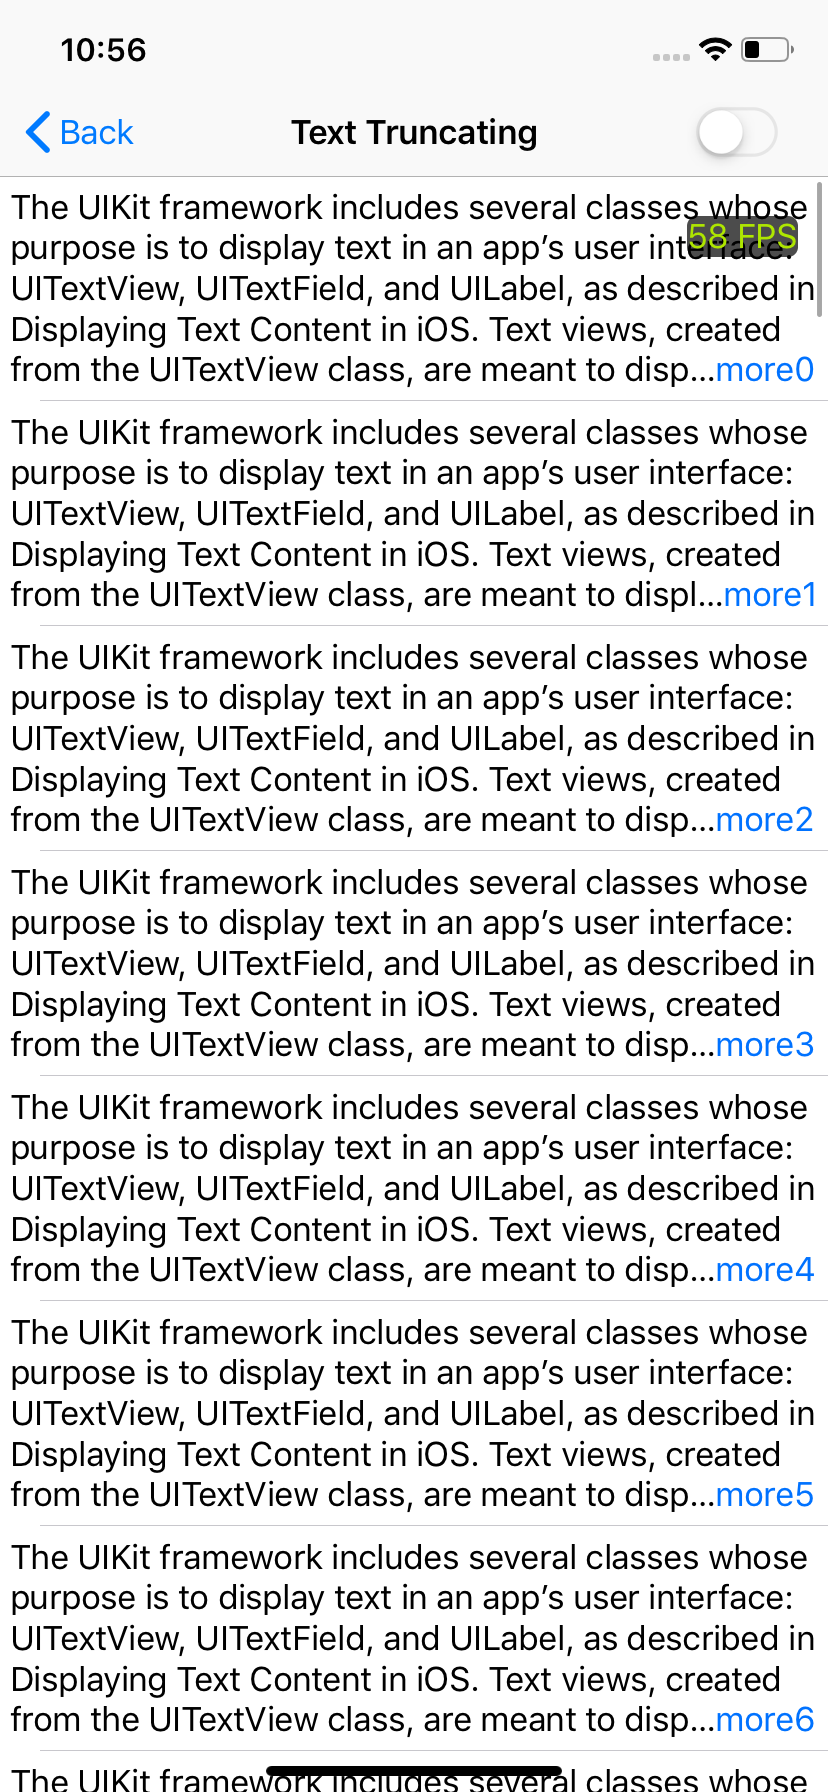 10:56
Back
Text Truncating
The UIKit framework includes several classes whose
58 FPS
purpose is to display text in an app’s user interface:
UITextView, UITextField, and UILabel, as described in
Displaying Text Content in iOS. Text views, created
from the UITextView class, are meant to disp...more0
The UIKit framework includes several classes whose
purpose is to display text in an app’s user interface:
UITextView, UITextField, and UILabel, as described in
Displaying Text Content in iOS. Text views, created
from the UITextView class, are meant to displ...more1
The UIKit framework includes several classes whose
purpose is to display text in an app’s user interface:
UITextView, UITextField, and UILabel, as described in
Displaying Text Content in iOS. Text views, created
from the UITextView class, are meant to disp...more2
The UIKit framework includes several classes whose
purpose is to display text in an app’s user interface:
UITextView, UITextField, and UILabel, as described in
Displaying Text Content in iOS. Text views, created
from the UITextView class, are meant to disp...more3
The UIKit framework includes several classes whose
purpose is to display text in an app’s user interface:
UITextView, UITextField, and UILabel, as described in
Displaying Text Content in iOS. Text views, created
from the UITextView class, are meant to disp...more4
The UIKit framework includes several classes whose
purpose is to display text in an app’s user interface:
UITextView, UITextField, and UILabel, as described in
Displaying Text Content in iOS. Text views, created
from the UITextView class, are meant to disp...more5
The UIKit framework includes several classes whose
purpose is to display text in an app’s user interface:
UITextView, UITextField, and UILabel, as described in
Displaying Text Content in iOS. Text views, created
from the UITextView class, are meant to disp...more6
The UIKit framework includes several classes whose